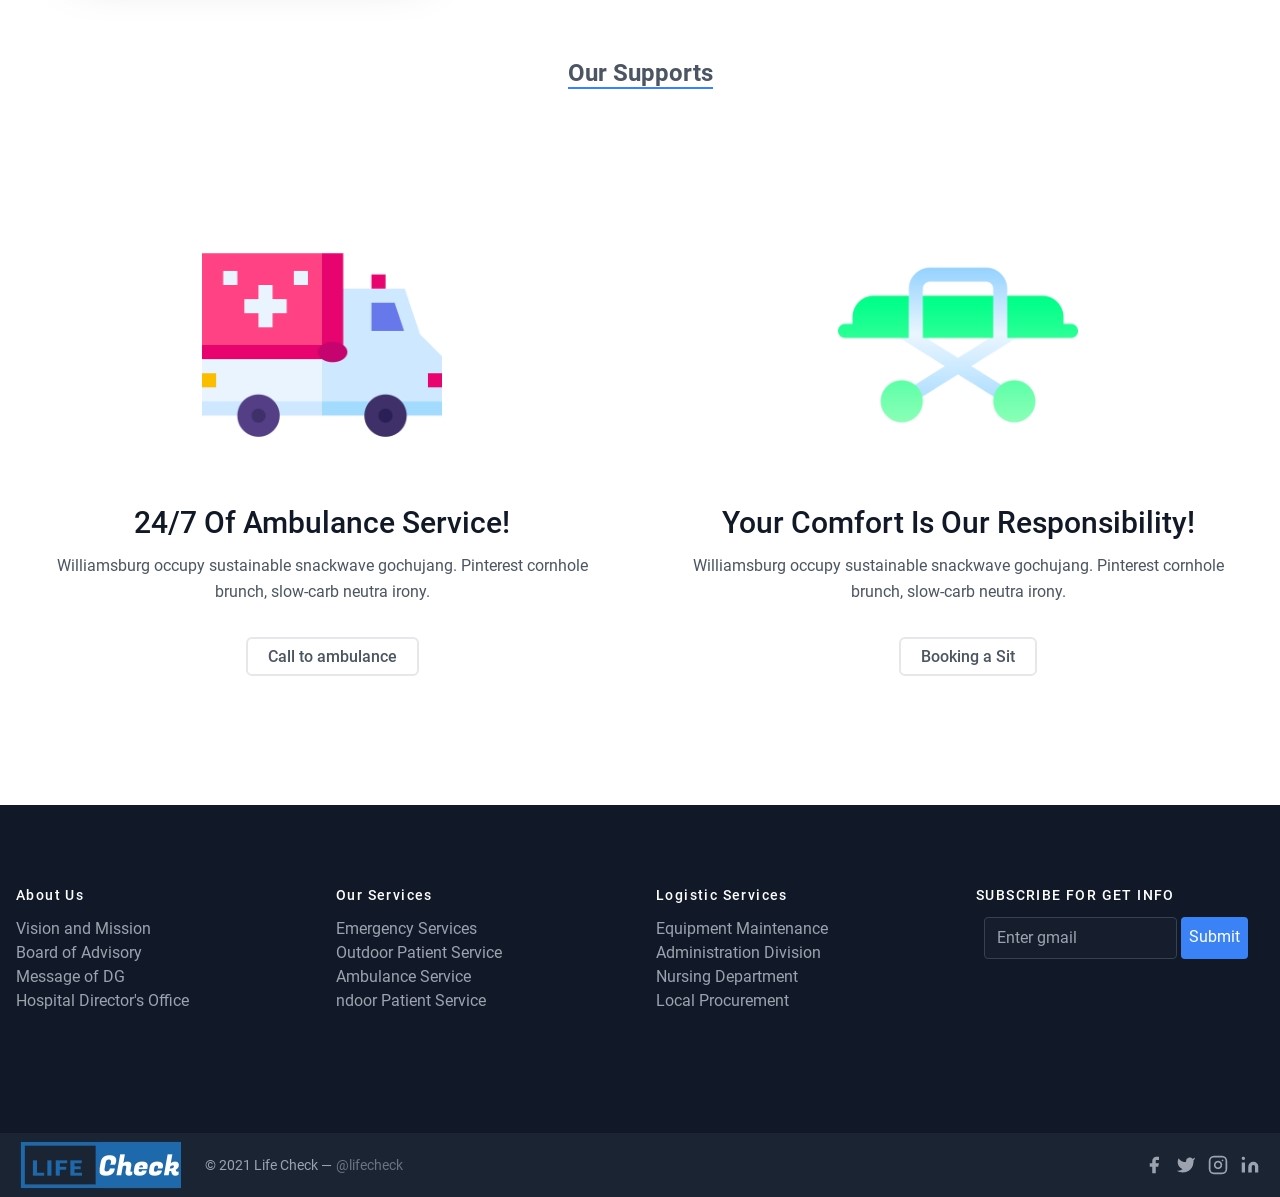 Our Supports
24/7 Of Ambulance Service!
Williamsburg occupy sustainable snackwave gochujang. Pinterest cornhole
brunch, slow-carb neutra irony.
Call to ambulance
Your Comfort Is Our Responsibility!
Williamsburg occupy sustainable snackwave gochujang. Pinterest cornhole
brunch, slow-carb neutra irony.
Booking a Sit
About Us
Vision and Mission
Board of Advisory
Message of DG
Hospital Director's Office
Our Services
Emergency Services
Outdoor Patient Service
Ambulance Service
ndoor Patient Service
Logistic Services
Equipment Maintenance
Administration Division
Nursing Department
Local Procurement
SUBSCRIBE FOR GET INFO
Enter gmail
Submit
LIFE Check
© 2021 Life Check — @lifecheck